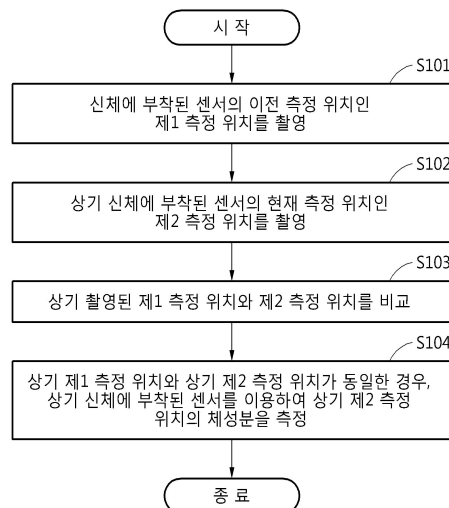 시 작
S101
신체에 부착된 센서의 이전 측정 위치인
제1 측정 위치를 촬영
S102
상기 신체에 부착된 센서의 현재 측정 위치인
제2 측정 위치를 촬영
S103
상기 촬영된 제1 측정 위치와 제2 측정 위치를 비교
S104
상기 제1 측정 위치와 상기 제2 측정 위치가 동일한 경우,
상기 신체에 부착된 센서를 이용하여 상기 제2 측정
위치의 체성분을 측정
종 료